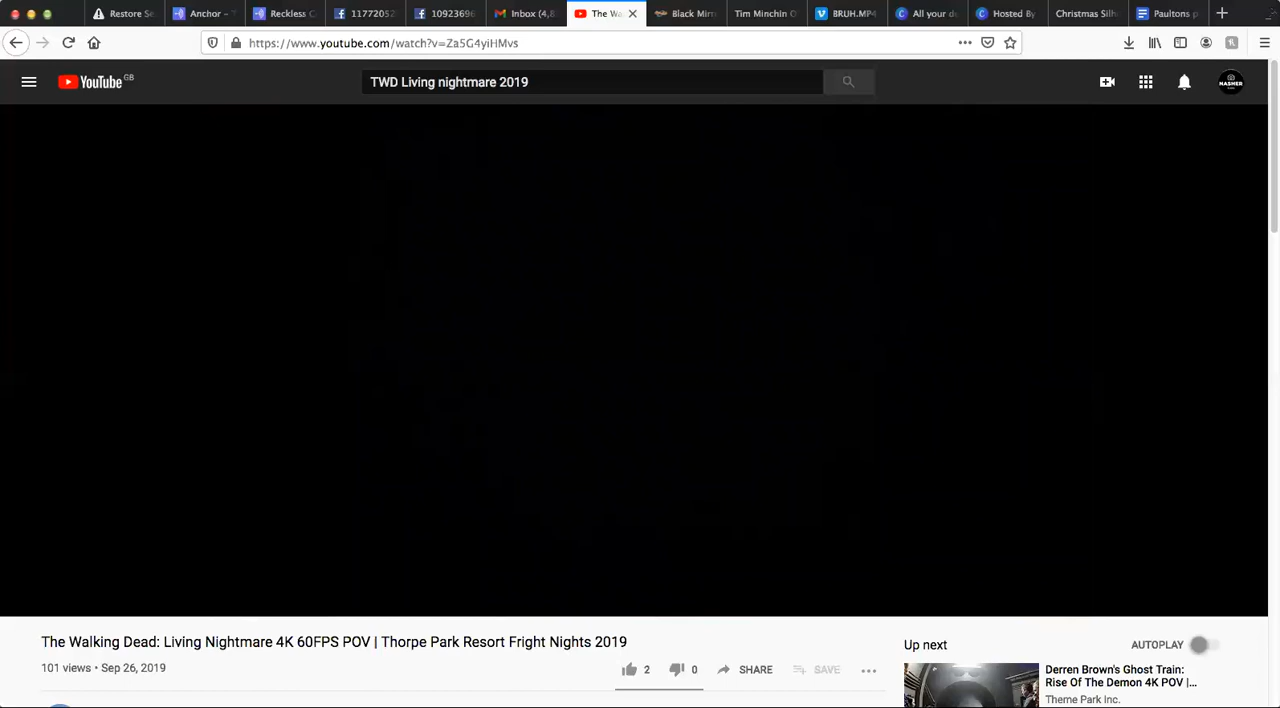 Restore Se
Anchor - T
Reckless G
1177205
1092369
Inbox (4,8
The Wa
Black Mirr
Tim Minchin O
BRUH.MP4
All your de
Hosted By
Christmas Silh
Paultons p
https://www.youtube.com/watch?v=Za5G4yiHMvs
YouTube GB
TWD Living nightmare 2019
NASHER
The Walking Dead: Living Nightmare 4K 60FPS POV | Thorpe Park Resort Fright Nights 2019
101 views • Sep 26, 2019
2
0
SHARE
SAVE
Up next
AUTOPLAY
Derren Brown's Ghost Train:
Rise Of The Demon 4K POV |...
Theme Park Inc.